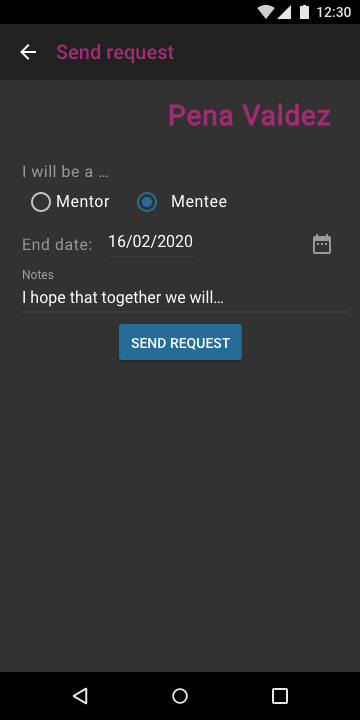 12:30
Send request
Pena Valdez
I will be a ...
Mentor Mentee
End date: 16/02/2020
Notes
I hope that together we will...
SEND REQUEST